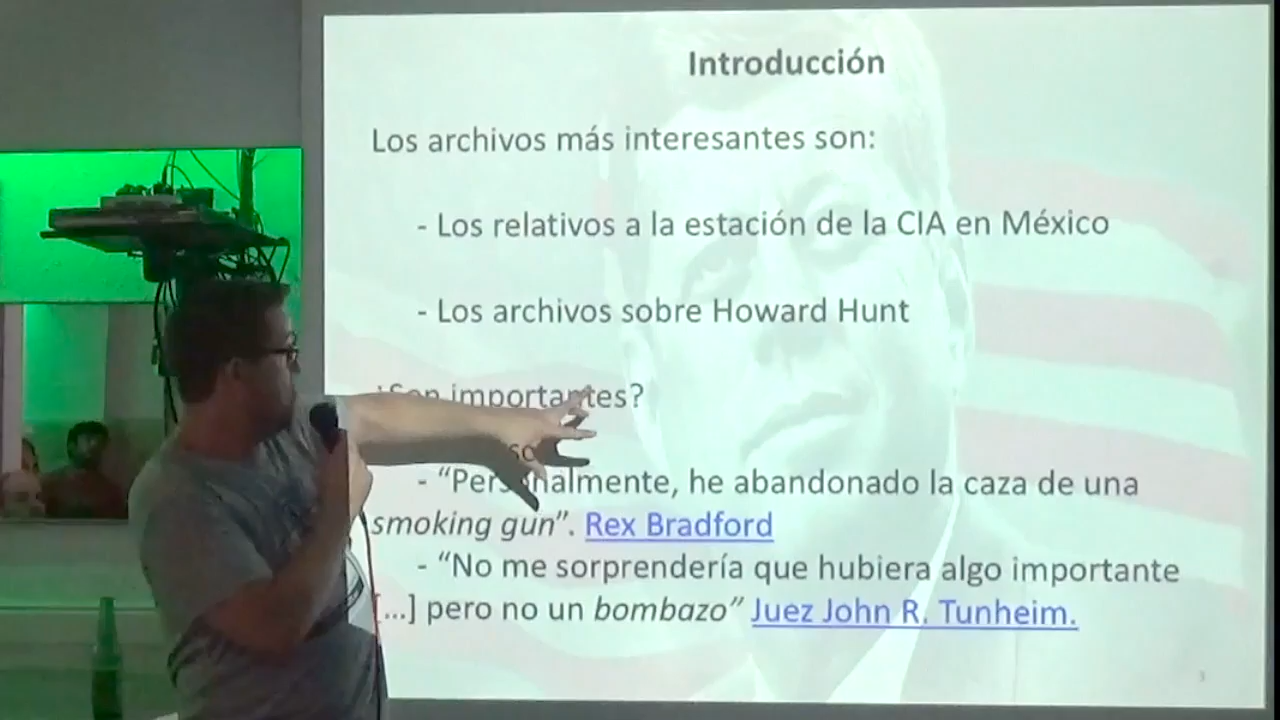 Introducción
Los archivos más interesantes son:
- Los relativos a la estación de la CIA en México
- Los archivos sobre Howard Hunt
¿Son importantes?
- “Personalmente, he abandonado la caza de una
smoking gun”. Rex Bradford
- “No me sorprendería que hubiera algo importante
[...] pero no un bombazo” Juez John R. Tunheim.
3